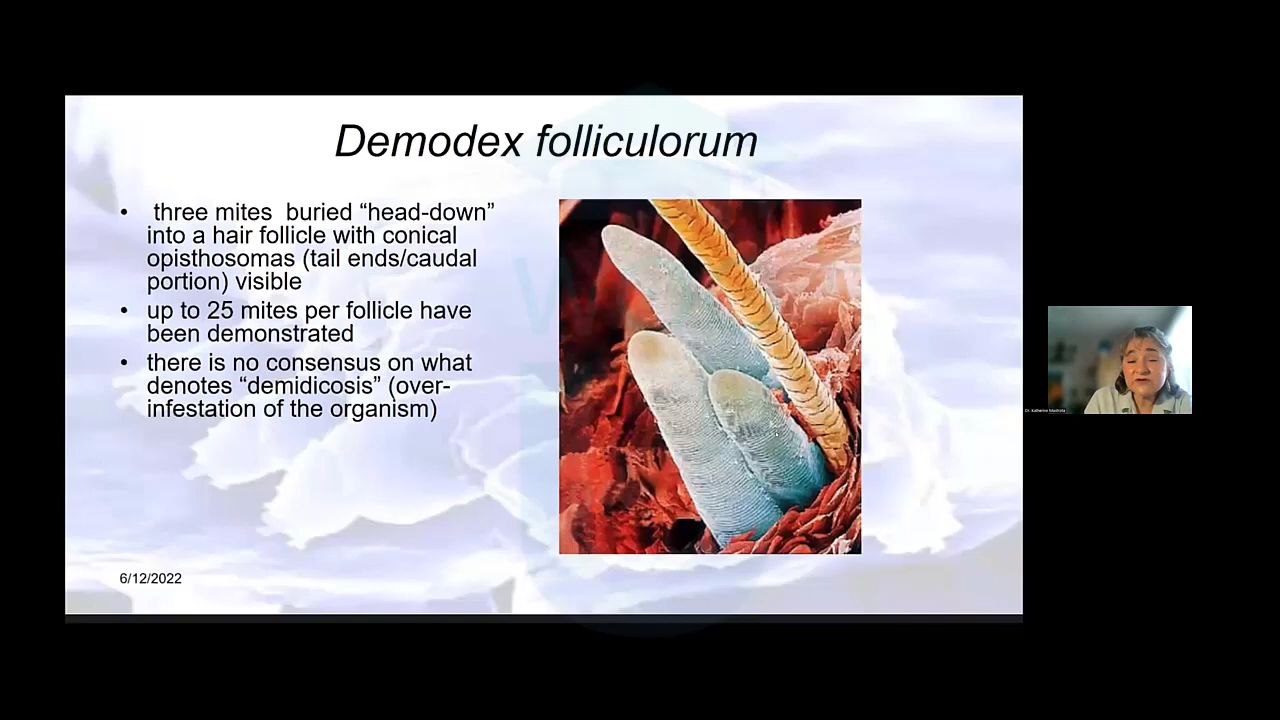 Demodex folliculorum
• three mites buried “head-down”
into a hair follicle with conical
opisthosomas (tail ends/caudal
portion) visible
• up to 25 mites per follicle have
been demonstrated
• there is no consensus on what
denotes “demidicosis” (over-
infestation of the organism)
6/12/2022
Dr. Katherine